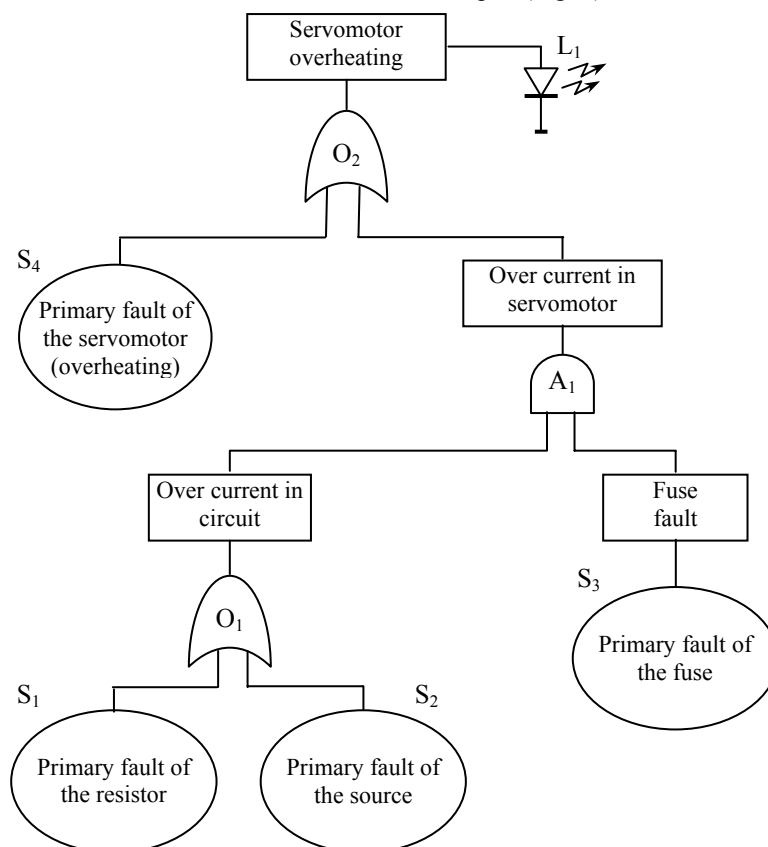 Servomotor
overheating
L1
O2
S4
Primary fault of
the servomotor
(overheating)
Over current in
servomotor
A1
Over current in
circuit
Fuse
fault
S3
O1
Primary fault of
the fuse
S1
S2
Primary fault of
the resistor
Primary fault of
the source